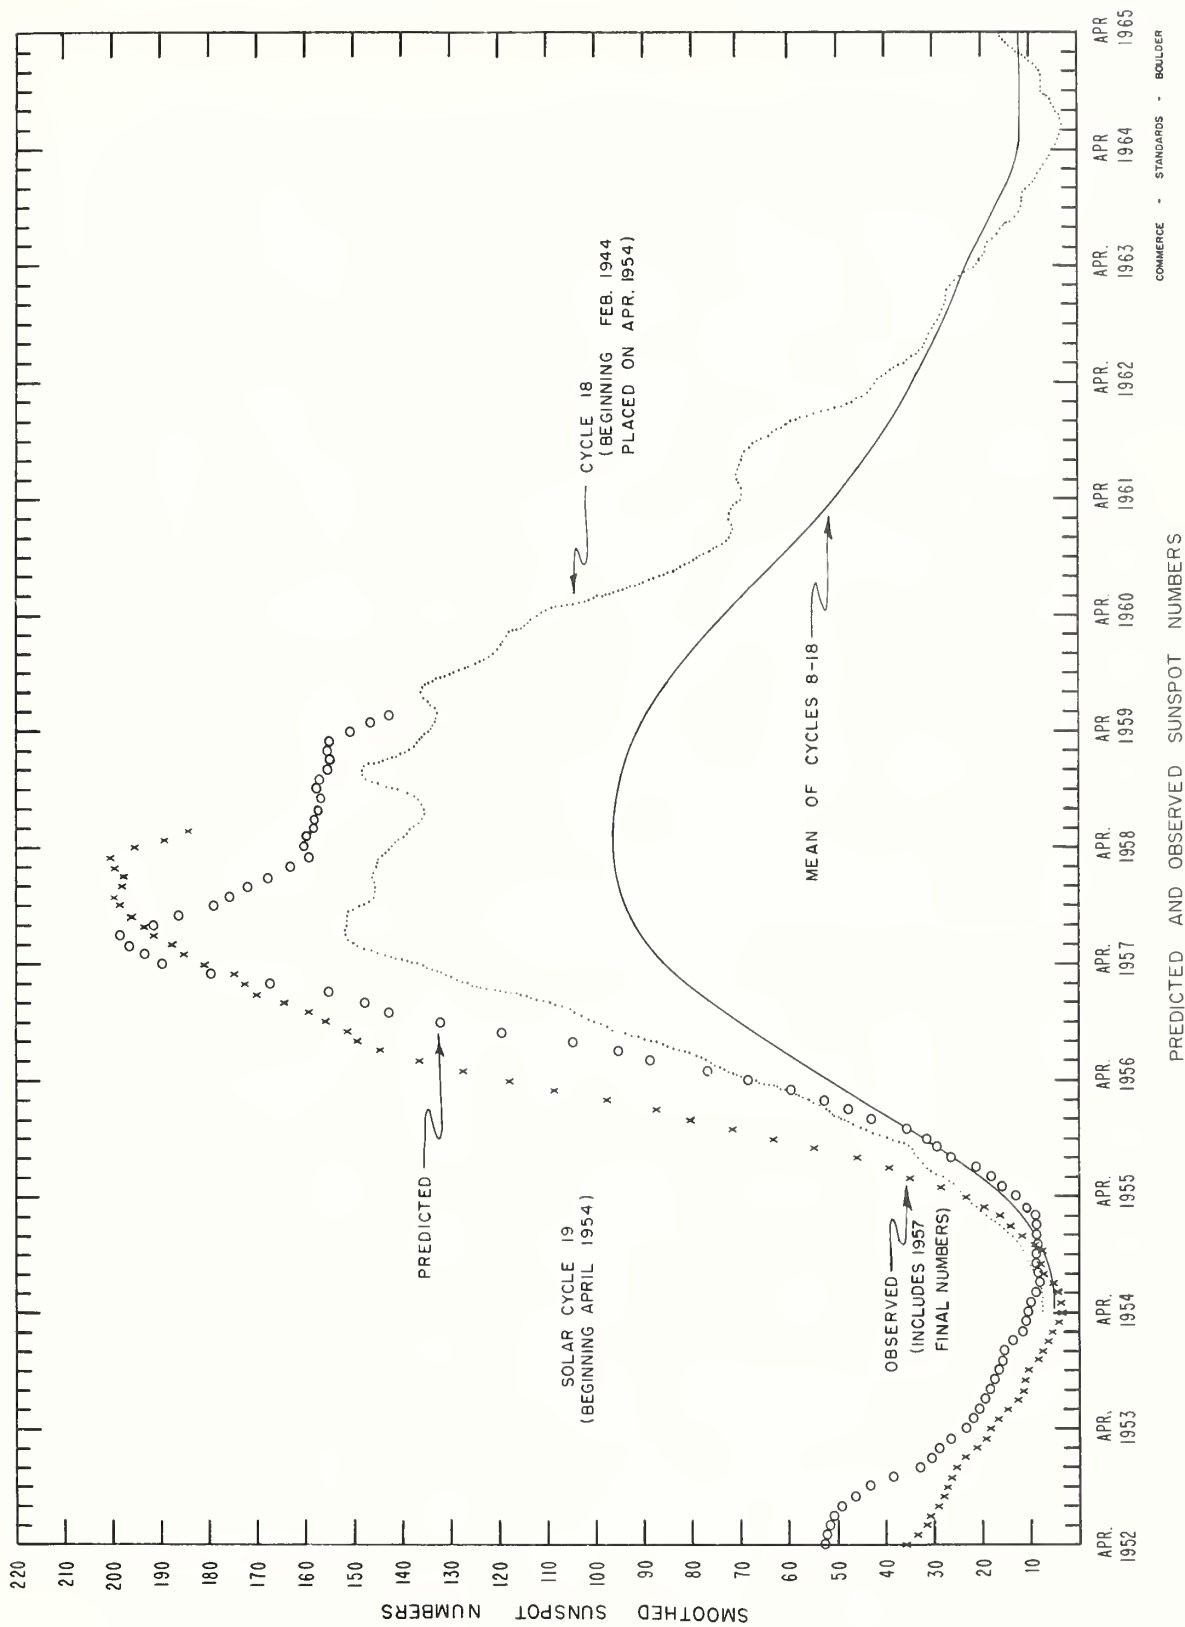 220
210
200
190
180
170
160
150
140
130
120
110
100
90
80
70
60
50
40
30
20
10
SMOOTHED SUNSPOT NUMBERS
PREDICTED
SOLAR CYCLE 19
(BEGINNING APRIL 1954)
OBSERVED
(INCLUDES 1957
FINAL NUMBERS)
CYCLE 18
(BEGINNING FEB. 1944
PLACED ON APR. 1954)
MEAN OF CYCLES 8-18
APR. APR. APR. APR. APR. APR. APR. APR APR. APR APR. APR. APR APR
1952 1953 1954 1955 1956 1957 1958 1959 1960 1961 1962 1963 1964 1965
COMMERCE - STANDARDS - BOULDER
PREDICTED AND OBSERVED SUNSPOT NUMBERS